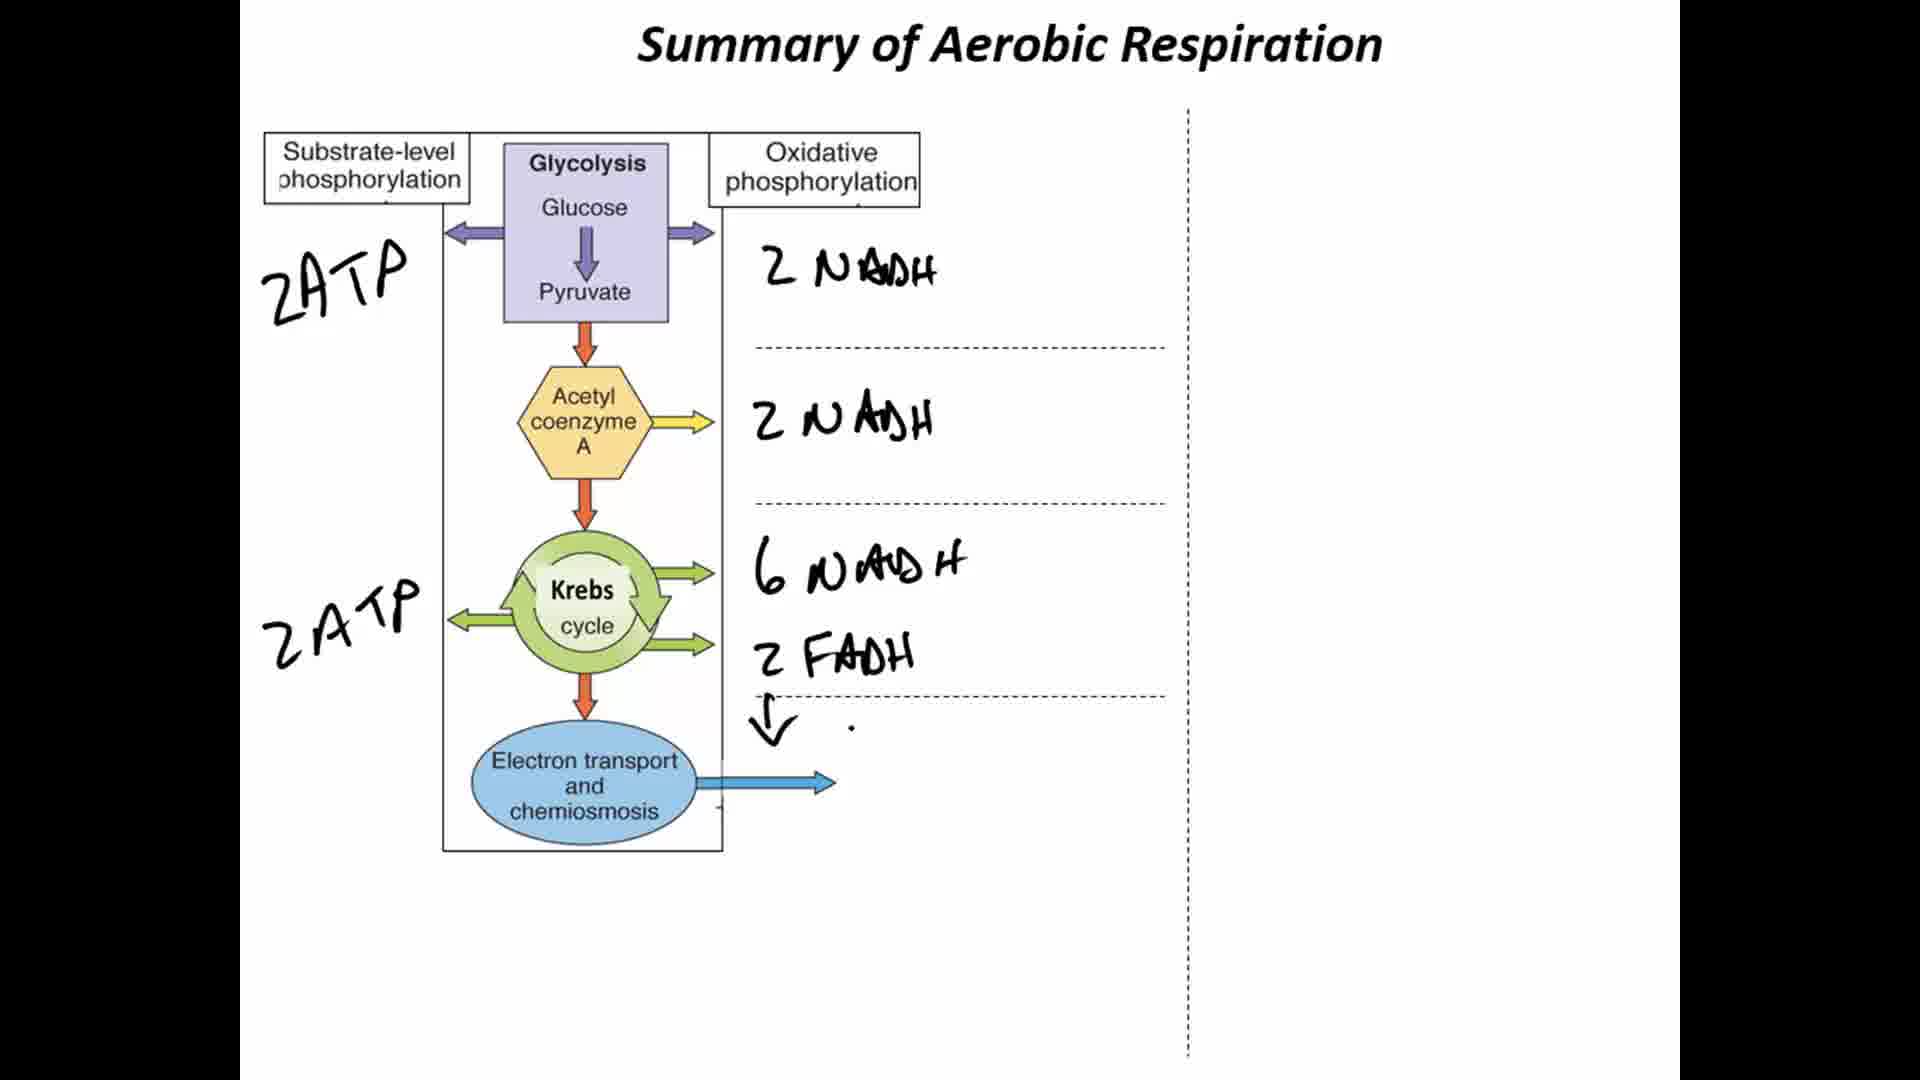 Summary of Aerobic Respiration
Substrate-level
phosphorylation
Glycolysis
Glucose
Pyruvate
Oxidative
phosphorylation
2ATP
2 NADH
Acetyl
coenzyme
A
2 NADH
Krebs
cycle
2ATP
6 NADH
2 FADH
Electron transport
and
chemiosmosis